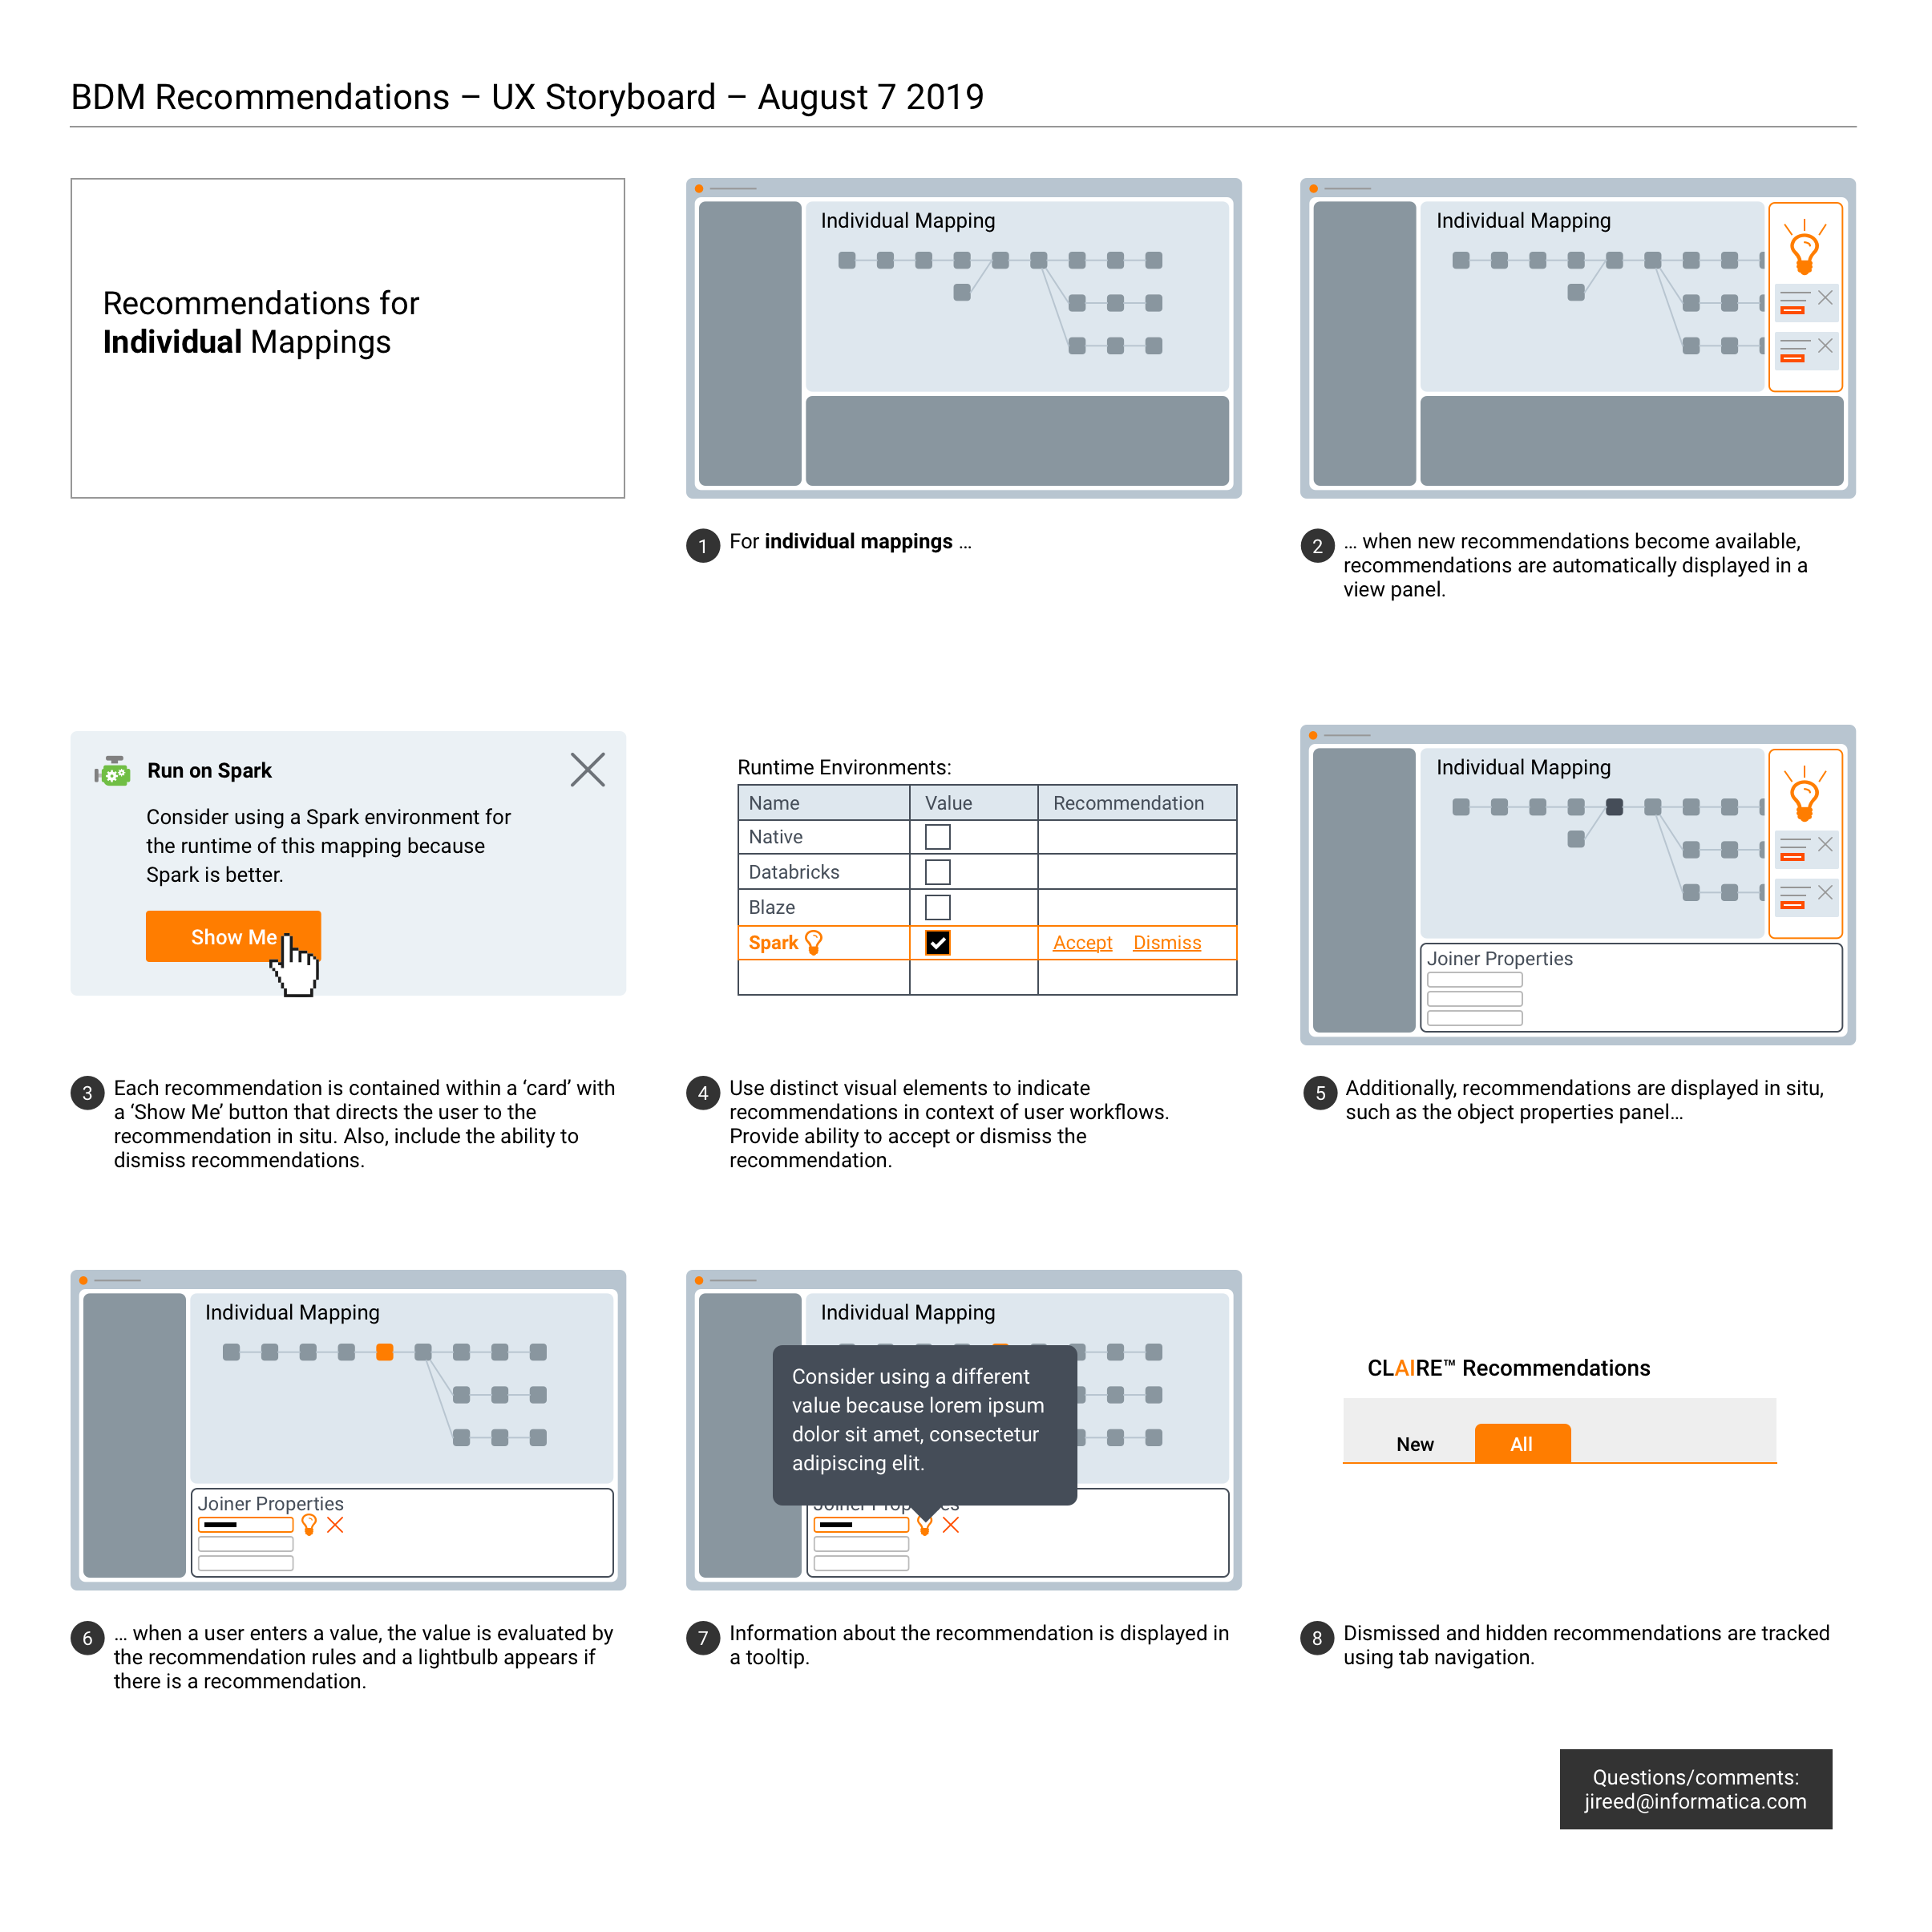 BDM Recommendations – UX Storyboard – August 7 2019
Recommendations for
Individual Mappings
Individual Mapping
1 For individual mappings ...
Individual Mapping
2 ... when new recommendations become available,
recommendations are automatically displayed in a
view panel.
Run on Spark
Consider using a Spark environment for
the runtime of this mapping because
Spark is better.
Show Me
3 Each recommendation is contained within a ‘card’ with
a ‘Show Me’ button that directs the user to the
recommendation in situ. Also, include the ability to
dismiss recommendations.
Runtime Environments:
Name Value Recommendation
Native
Databricks
Blaze
Spark Accept Dismiss
4 Use distinct visual elements to indicate
recommendations in context of user workflows.
Provide ability to accept or dismiss the
recommendation.
Individual Mapping
Joiner Properties
5 Additionally, recommendations are displayed in situ,
such as the object properties panel...
Individual Mapping
Joiner Properties
6 ... when a user enters a value, the value is evaluated by
the recommendation rules and a lightbulb appears if
there is a recommendation.
Individual Mapping
Consider using a different
value because lorem ipsum
dolor sit amet, consectetur
adipiscing elit.
7 Information about the recommendation is displayed in
a tooltip.
CLAIRE™ Recommendations
New All
8 Dismissed and hidden recommendations are tracked
using tab navigation.
Questions/comments:
jireed@informatica.com